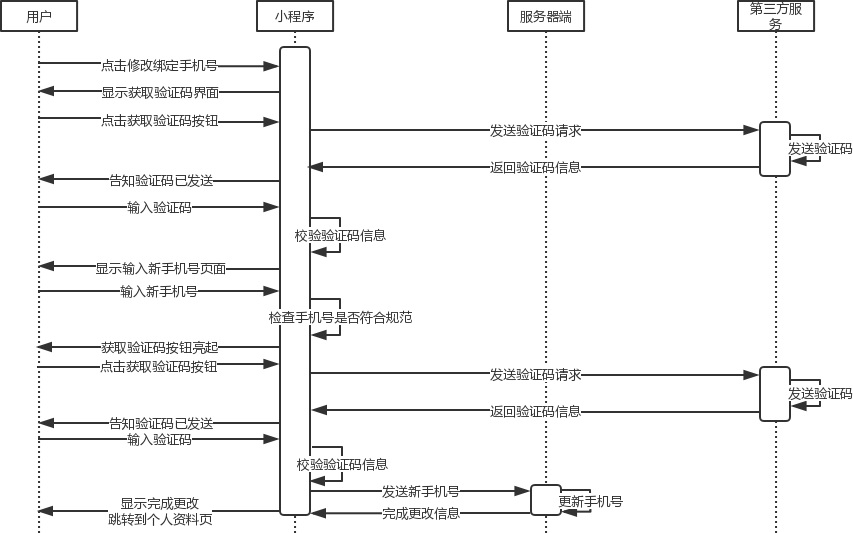 用户
小程序
服务器端
第三方服
务
点击修改绑定手机号
显示获取验证码界面
点击获取验证码按钮
发送验证码请求
发送验证码
返回验证码信息
告知验证码已发送
输入验证码
校验验证码信息
显示输入新手机号页面
输入新手机号
检查手机号是否符合规范
获取验证码按钮亮起
点击获取验证码按钮
发送验证码请求
发送验证码
返回验证码信息
告知验证码已发送
输入验证码
校验验证码信息
发送新手机号
更新手机号
显示完成更改
跳转到个人资料页
完成更改信息